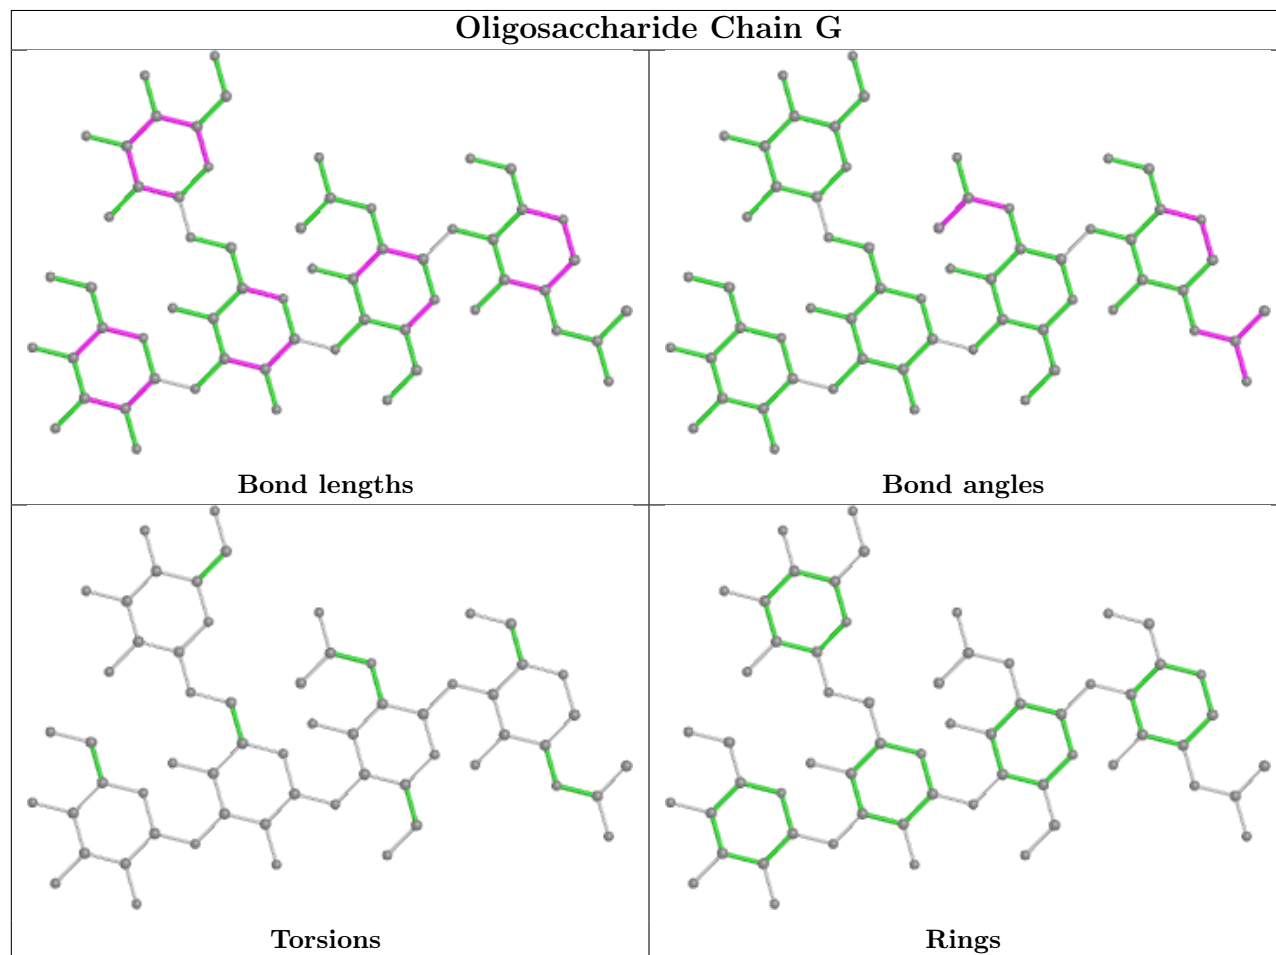 Oligosaccharide Chain G
Bond lengths
Bond angles
Torsions
Rings